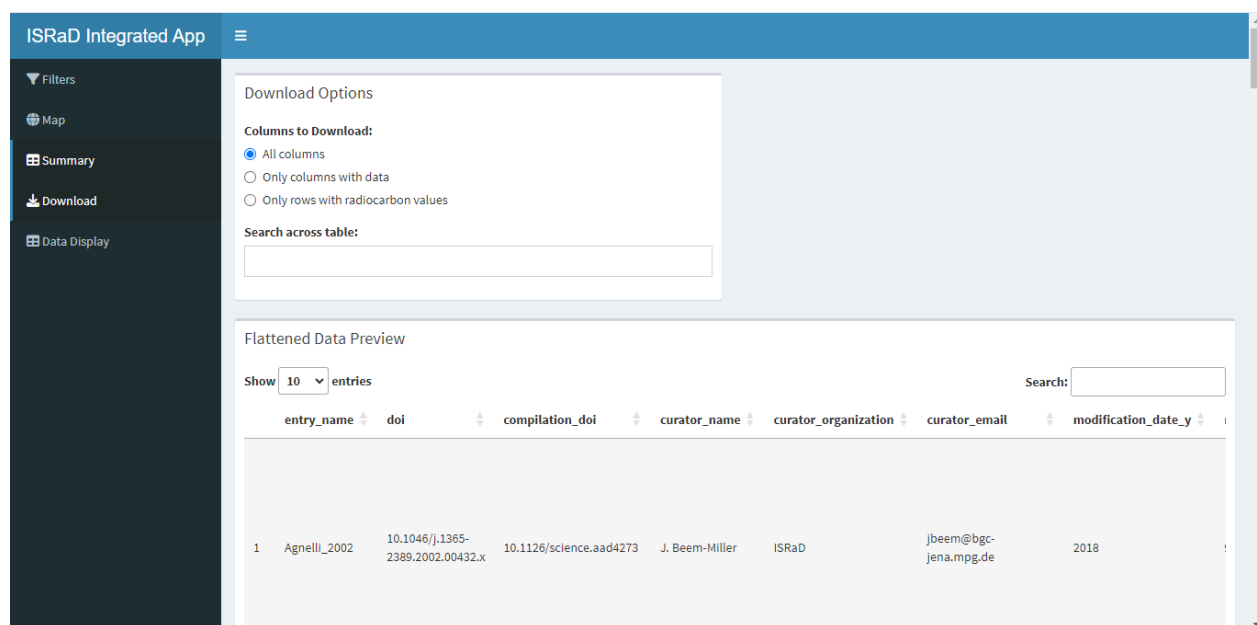 ISRaD Integrated App
Filters
Map
Summary
Download
Data Display
Download Options
Columns to Download:
All columns
Only columns with data
Only rows with radiocarbon values
Search across table:
Flattened Data Preview
Show 10 entries
Search:
entry_name doi compilation_doi curator_name curator_organization curator_email modification_date_y
1 Agnelli_2002 10.1046/j.1365-2389.2002.00432.x 10.1126/science.aad4273 J. Beem-Miller ISRaD jbeem@bgc-jena.mpg.de 2018